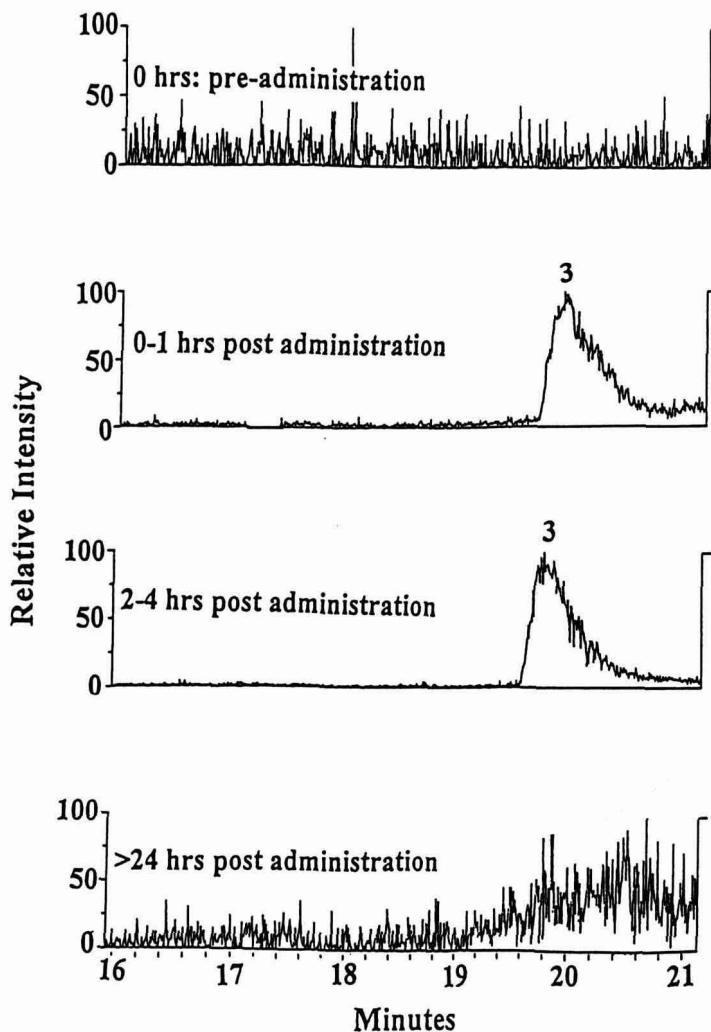 100
50
0
0 hrs: pre-administration
3
100
50
0
0-1 hrs post administration
3
100
50
0
2-4 hrs post administration
100
50
0
>24 hrs post administration
16 17 18 19 20 21
Minutes
Relative Intensity